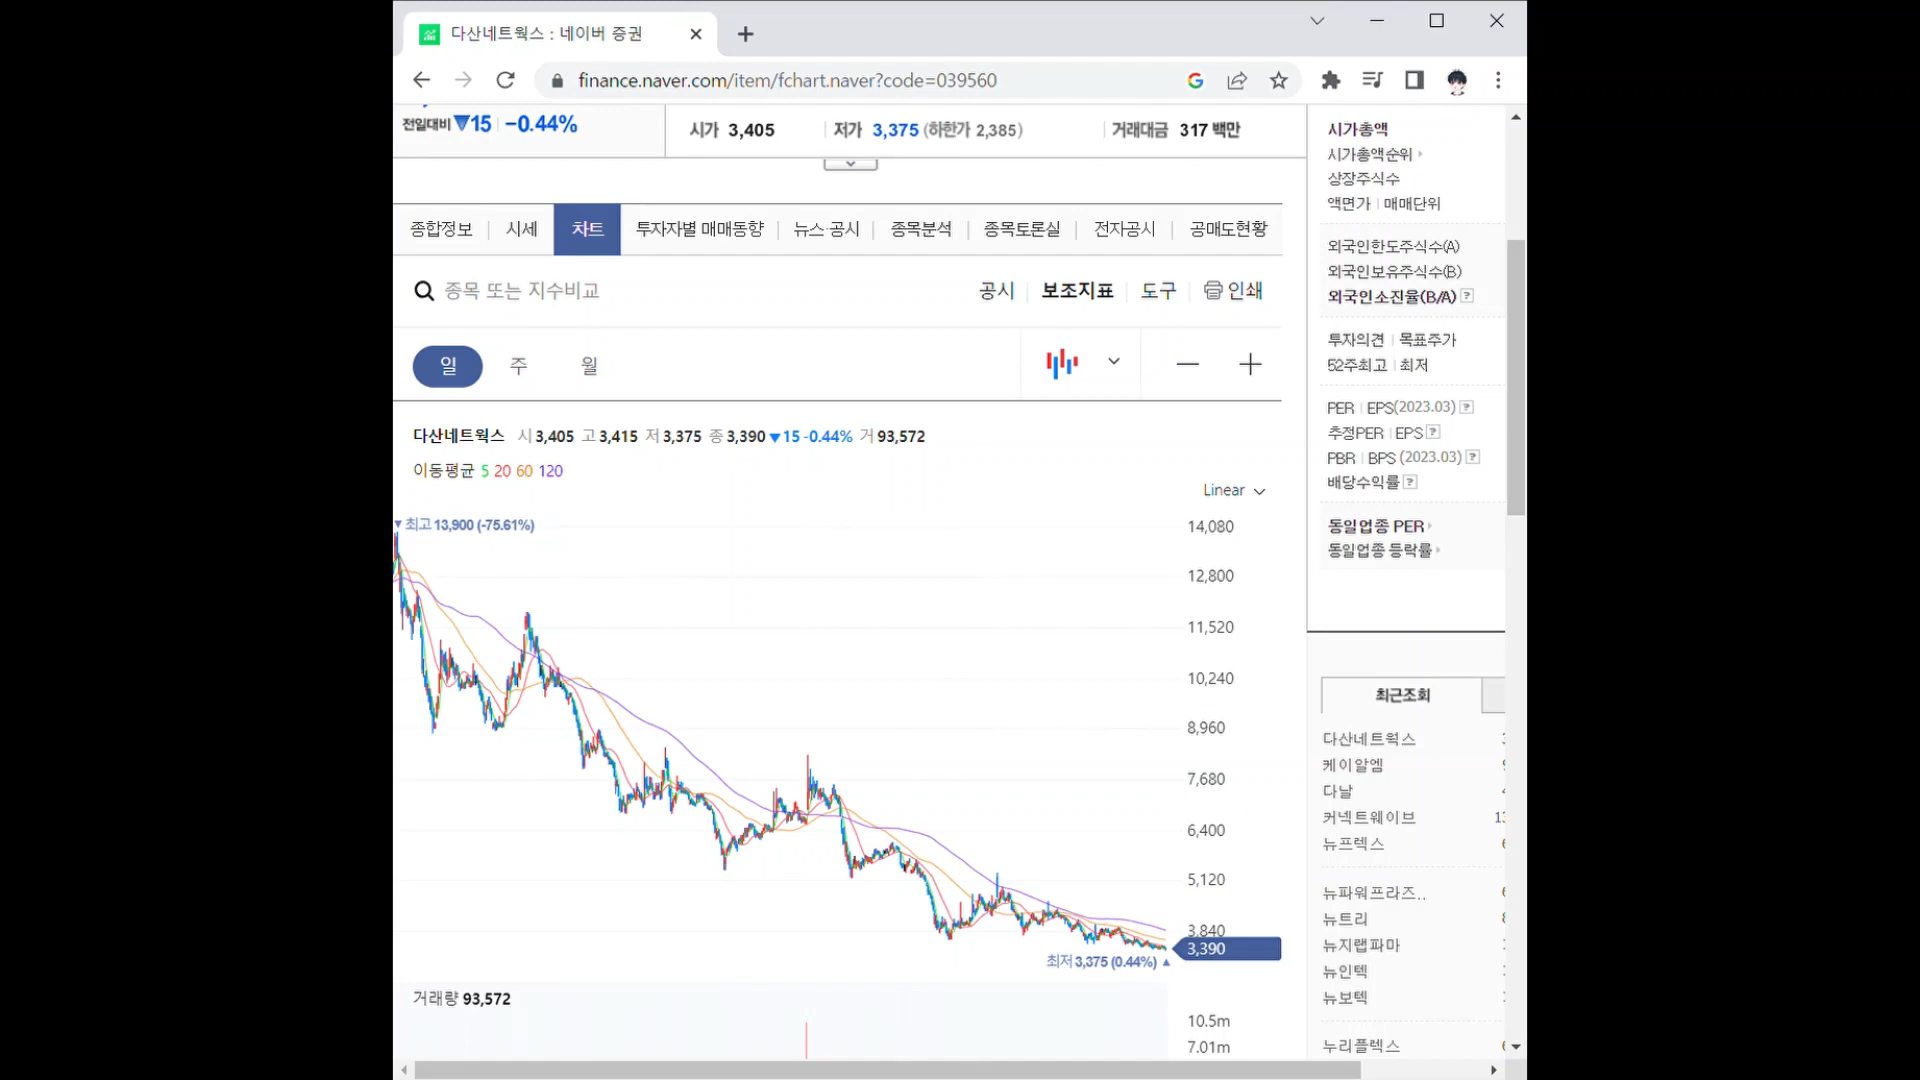 다산네트웍스 : 네이버 증권
finance.naver.com/item/fchart.naver?code=039560
전일대비 ▼15 -0.44%
시가 3,405
저가 3,375 (하한가 2,385)
거래대금 317 백만
종합정보
시세
차트
투자자별 매매동향
뉴스·공시
종목분석
종목토론실
전자공시
공매도현황
종목 또는 지수비교
공시
보조지표
도구
인쇄
일
주
월
다산네트웍스 시 3,405 고 3,415 저 3,375 종 3,390 ▼15 -0.44% 거 93,572
이동평균 5 20 60 120
Linear
▼최고 13,900 (-75.61%)
14,080
12,800
11,520
10,240
8,960
7,680
6,400
5,120
3,840
3,390
최저 3,375 (0.44%) ▲
거래량 93,572
10.5m
7.01m
시가총액
시가총액순위
상장주식수
액면가 | 매매단위
외국인한도주식수(A)
외국인보유주식수(B)
외국인소진율(B/A) ?
투자의견 | 목표주가
52주최고 | 최저
PER | EPS(2023.03) ?
추정PER | EPS ?
PBR | BPS (2023.03) ?
배당수익률 ?
동일업종 PER
동일업종 등락률
최근조회
다산네트웍스
케이알엠
다날
커넥트웨이브
뉴프렉스
뉴파워프라즈..
뉴트리
뉴지랩파마
뉴인텍
뉴보텍
누리플렉스